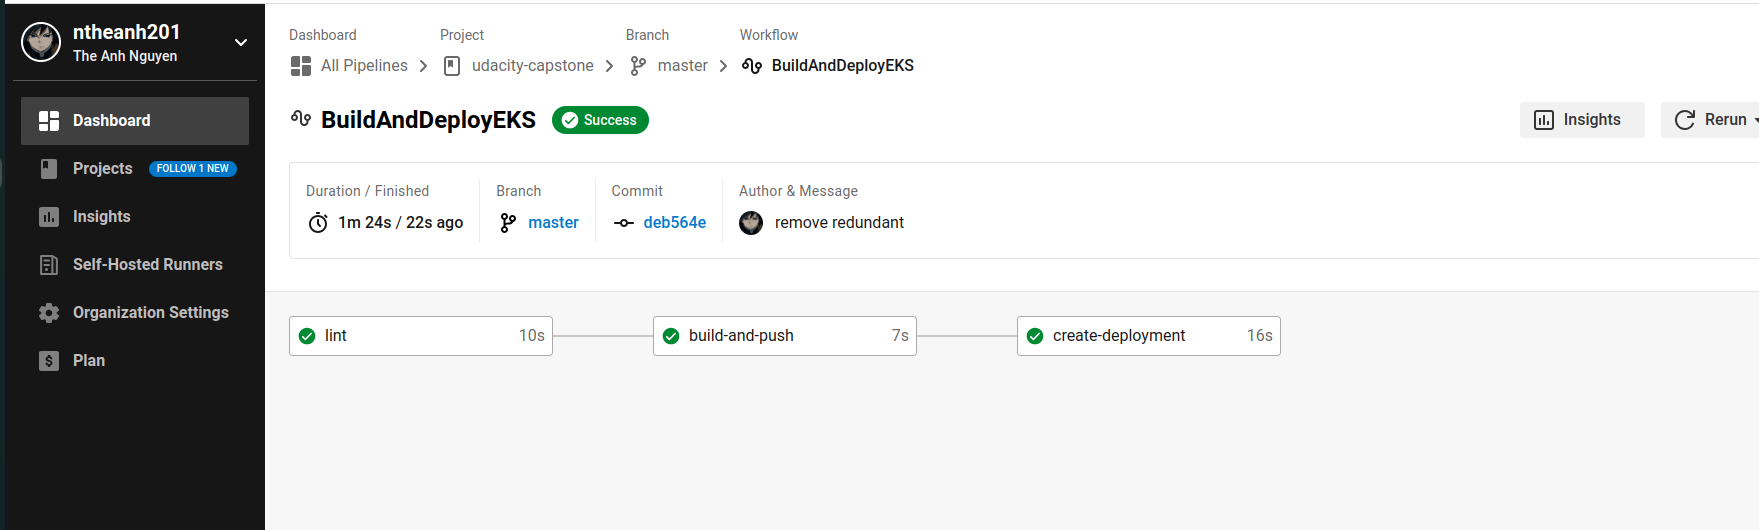 ntheanh201
The Anh Nguyen
Dashboard
Projects FOLLOW 1 NEW
Insights
Self-Hosted Runners
Organization Settings
Plan
Dashboard Project Branch Workflow
All Pipelines udacity-capstone master BuildAndDeployEKS
BuildAndDeployEKS Success Insights Rerun
Duration / Finished Branch Commit Author & Message
1m 24s / 22s ago master deb564e remove redundant
lint 10s build-and-push 7s create-deployment 16s